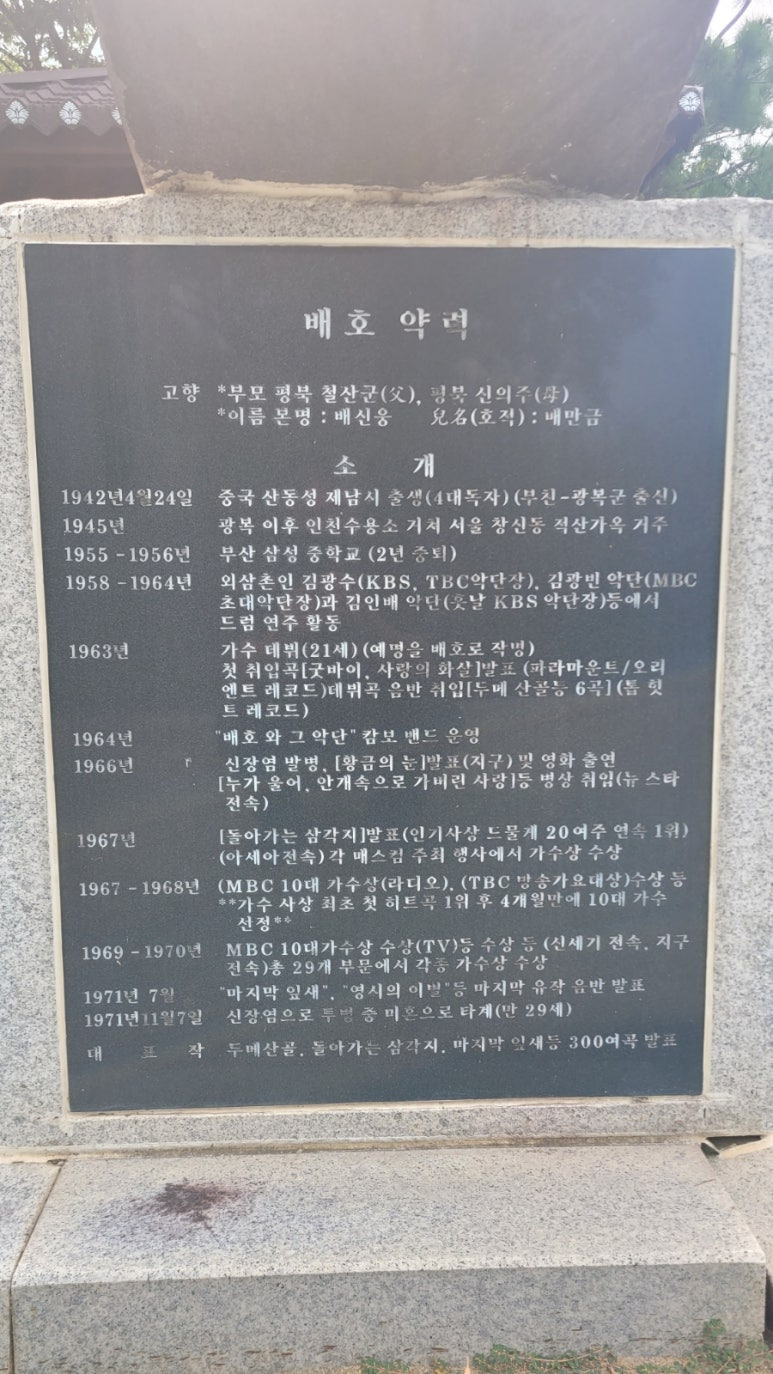 배호 약력
고향 *부모 평북 철산군(父), 평북 신의주(母)
*이름 본명 : 배신웅 兒名(호적) : 배만금
소 개
1942년4월24일 중국 산동성 재남시 출생(4대독자) (부친-광복군 출신)
1945년 광복 이후 인천수용소 거쳐 서울 창신동 적산가옥 거주
1955 - 1956년 부산 삼성 중학교 (2년 중퇴)
1958 - 1964년 외삼촌인 김광수(KBS, TBC악단장), 김광빈 악단(MBC
초대악단장)과 김인배 악단(훗날 KBS 악단장)등에서
드럼 연주 활동
1963년 가수 데뷔(21세) (예명을 배호로 작명)
첫 취입곡[굿바이, 사랑의 화살]발표 (파라마운트/오리
엔트 레코드)데뷔곡 음반 취입[두메 산골등 6곡] (톱 힛
트 레코드)
1964년 "배호 와 그 악단" 캄보 밴드 운영
1966년 신장염 발병, [황금의 눈]발표(지구) 및 영화 출연
[누가 울어, 안개속으로 가버린 사랑]등 병상 취입(뉴 스타
전속)
1967년 [돌아가는 삼각지]발표(인기사상 드물게 20여주 연속 1위)
(아세아전속) 각 매스컴 주최 행사에서 가수상 수상
1967 - 1968년 (MBC 10대 가수상(라디오), (TBC 방송가요대상)수상 등
**가수 사상 최초 첫 히트곡 1위 후 4개월만에 10대 가수
선정**
1969 - 1970년 MBC 10대가수상 수상(TV)등 수상 등 (신세기 전속, 지구
전속)총 29개 부문에서 각종 가수상 수상
1971년 7월 "마지막 잎새", "영시의 이별"등 마지막 유작 음반 발표
1971년11월7일 신장염으로 투병 중 미혼으로 타계(만 29세)
대 표 작 두메산골, 돌아가는 삼각지, 마지막 잎새등 300여곡 발표